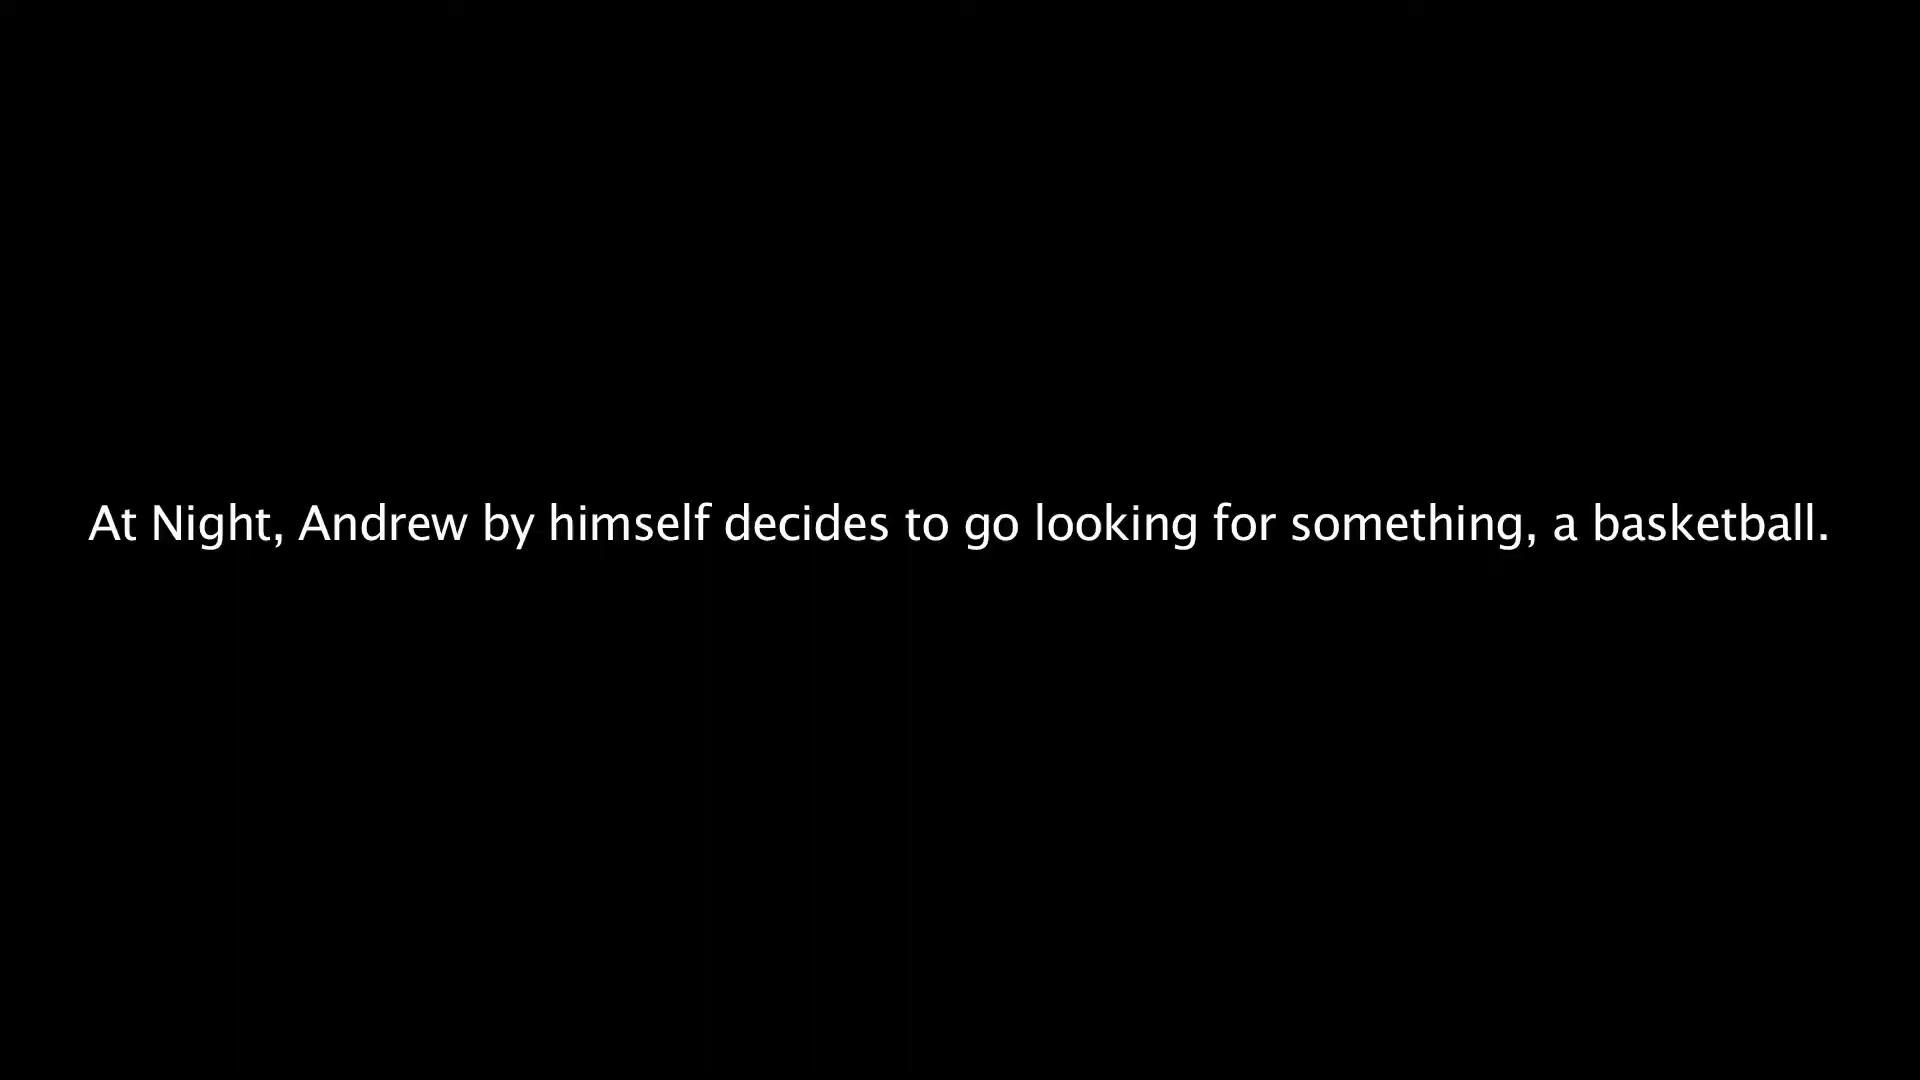 At Night, Andrew by himself decides to go looking for something, a basketball.